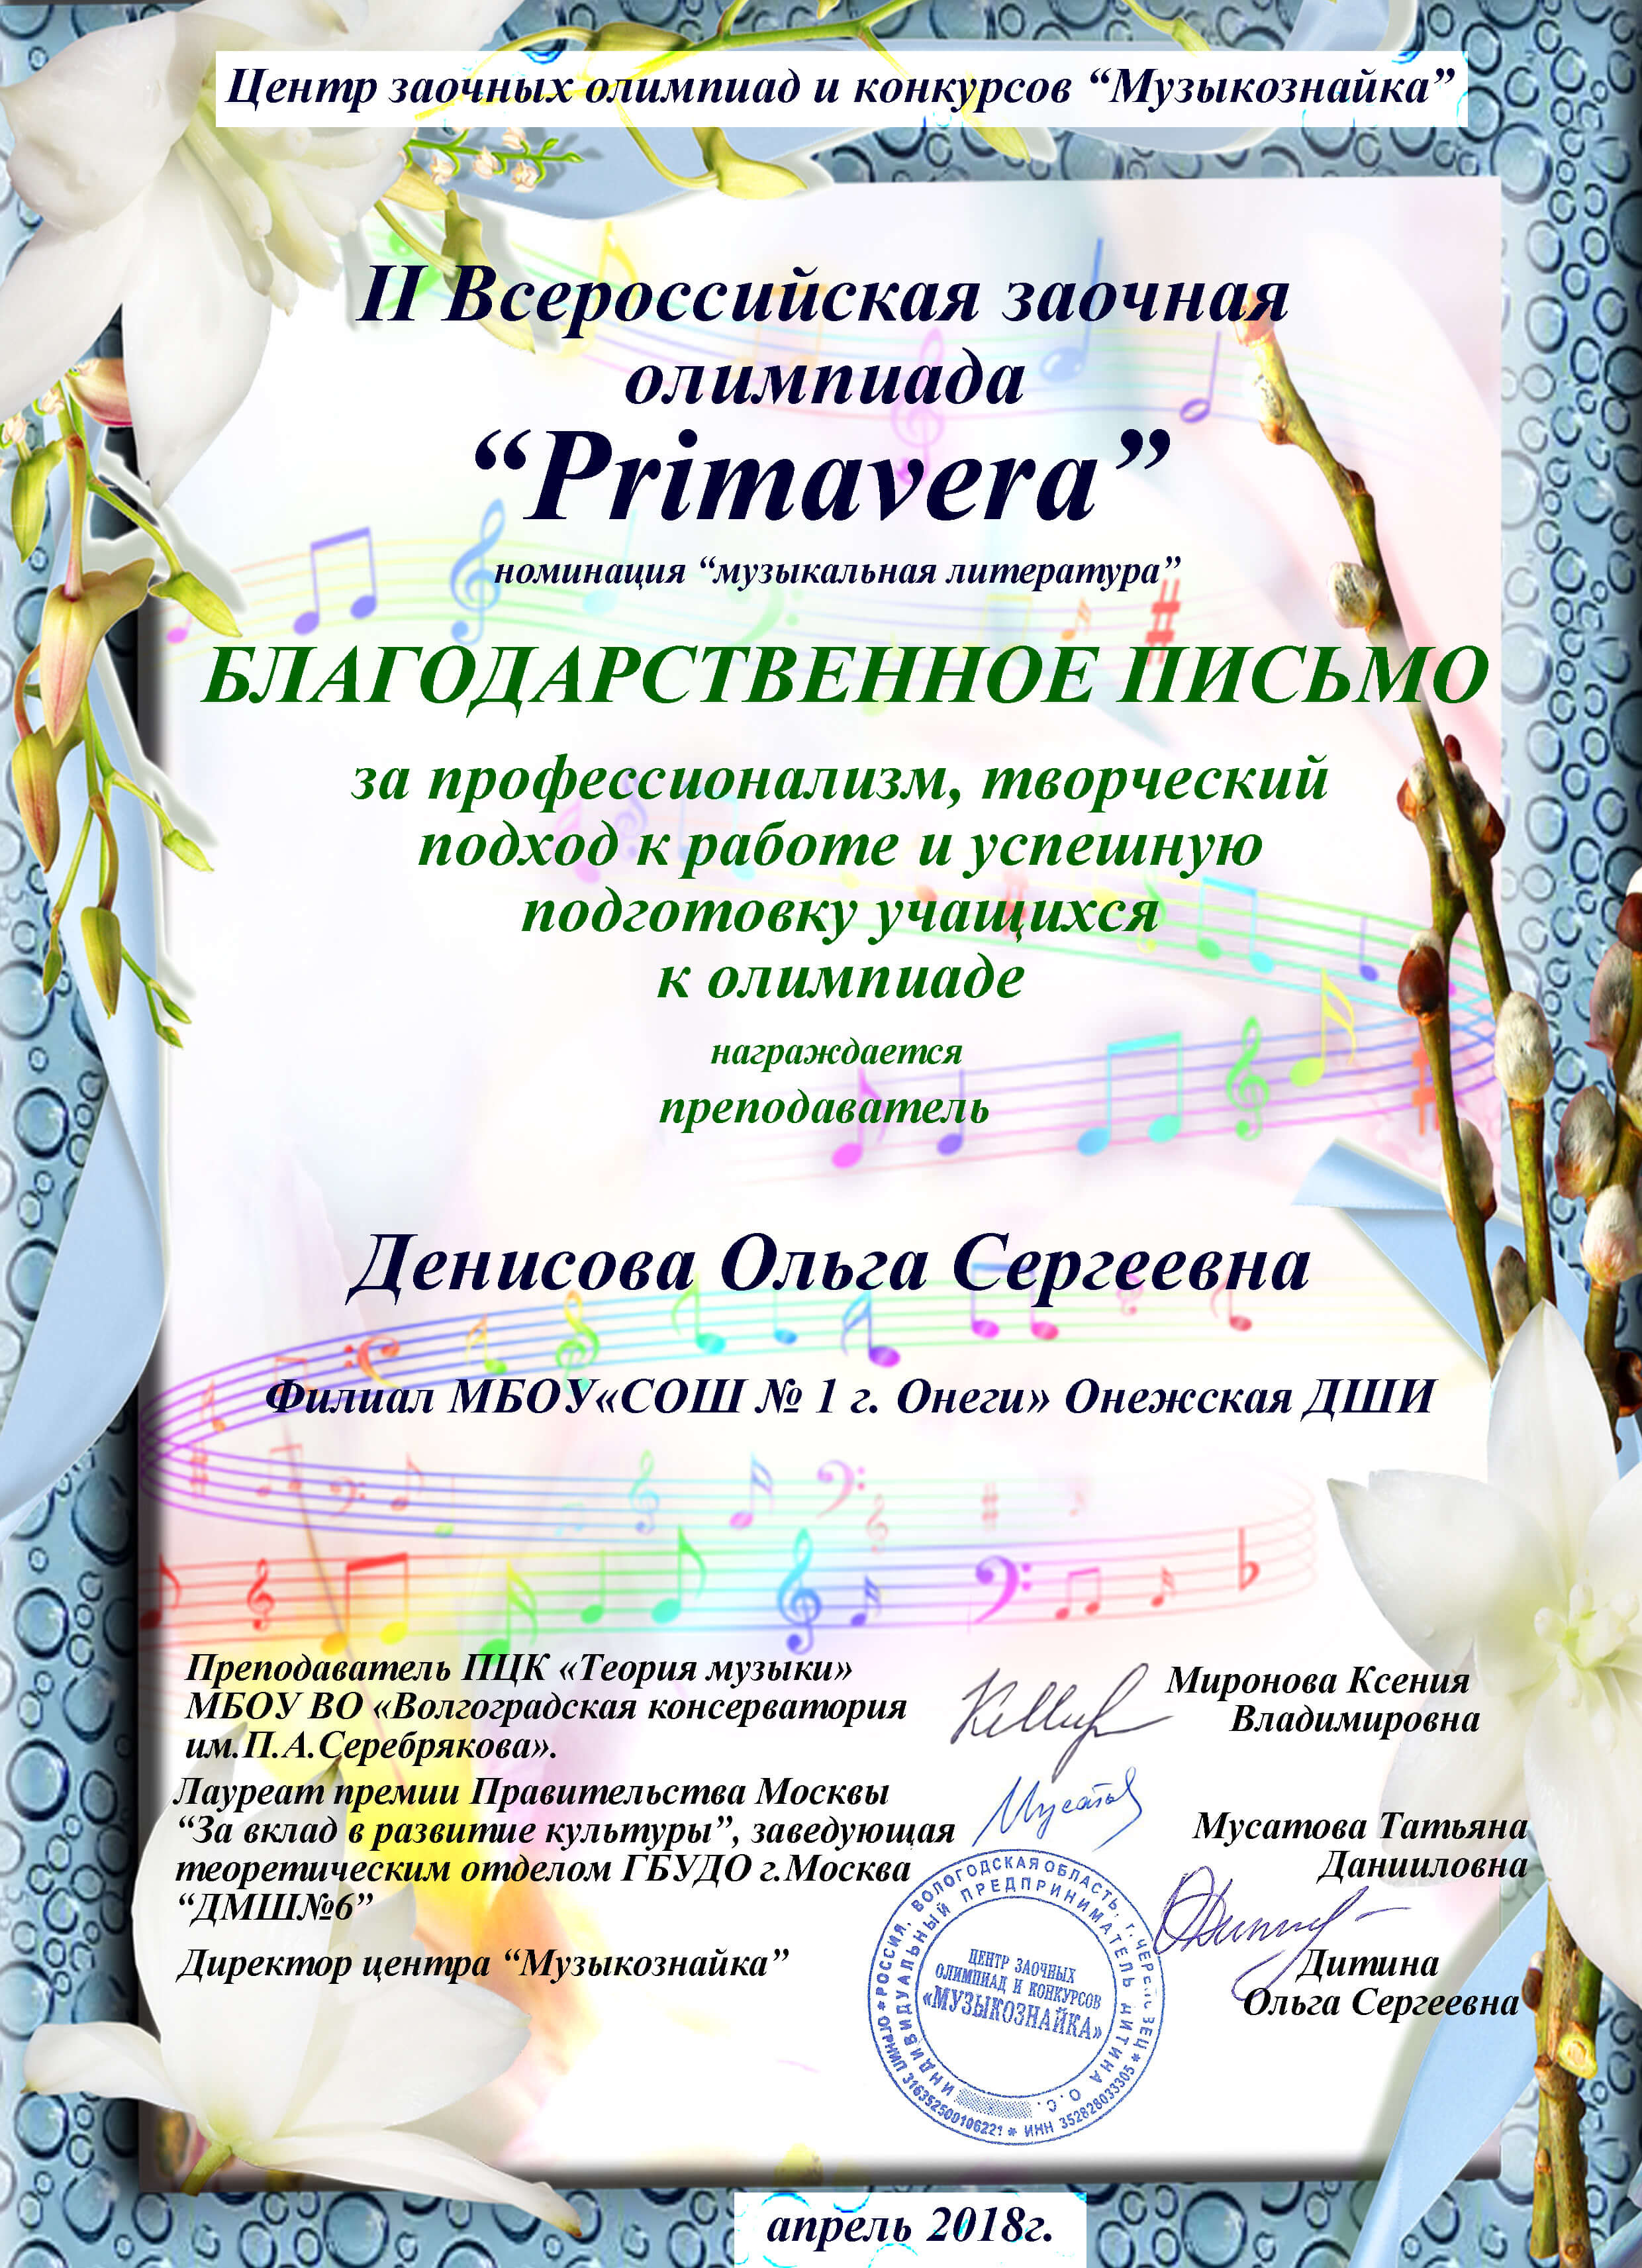 Центр заочных олимпиад и конкурсов “Музыкознайка”
II Всероссийская заочная
олимпиада
“Primavera”
номинация “музыкальная литература”
БЛАГОДАРСТВЕННОЕ ПИСЬМО
за профессионализм, творческий
подход к работе и успешную
подготовку учащихся
к олимпиаде
награждается
преподаватель
Денисова Ольга Сергеевна
Филиал МБОУ«СОШ № 1 г. Онеги» Онежская ДШИ
Преподаватель ПЦК «Теория музыки»
МБОУ ВО «Волгоградская консерватория
им.П.А.Серебрякова».
Миронова Ксения
Владимировна
Лауреат премии Правительства Москвы
“За вклад в развитие культуры”, заведующая
теоретическим отделом ГБУДО г.Москва
“ДМШ№6”
Мусатова Татьяна
Данииловна
Директор центра “Музыкознайка”
Дитина
Ольга Сергеевна
РОССИЯ, ВОЛОГОДСКАЯ ОБЛАСТЬ, г. ЧЕРЕПОВЕЦ * ИНН 352828033305 * ОГРНИП 316352500106221 *
ИНДИВИДУАЛЬНЫЙ ПРЕДПРИНИМАТЕЛЬ ДИТИНА О.С.
ЦЕНТР ЗАОЧНЫХ
ОЛИМПИАД И КОНКУРСОВ
«МУЗЫКОЗНАЙКА»
апрель 2018г.